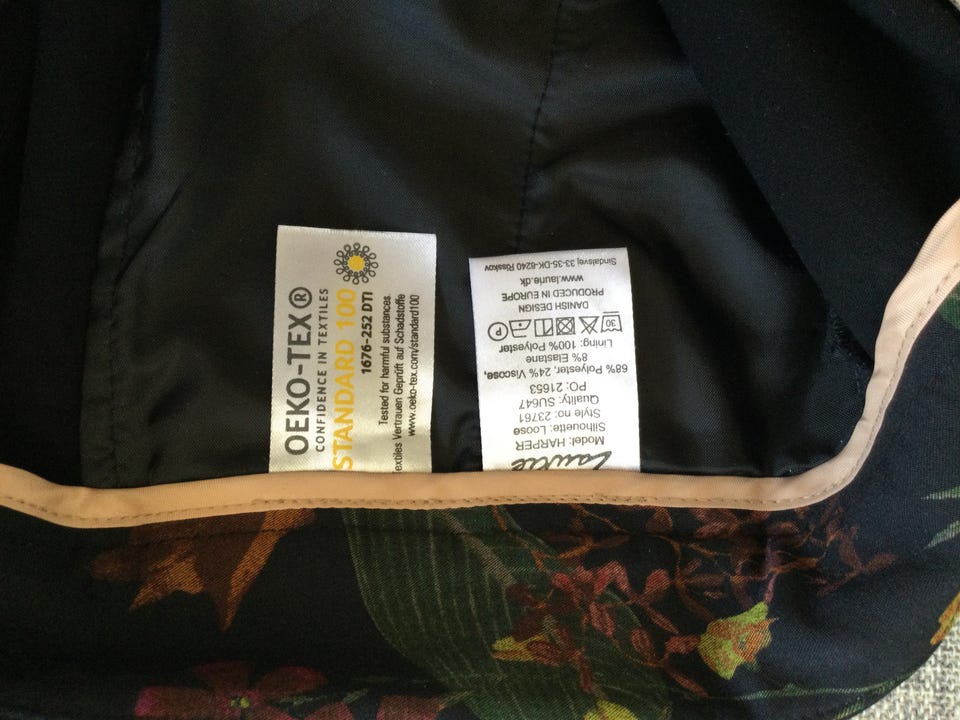 OEKO-TEX®
CONFIDENCE IN TEXTILES
STANDARD 100
1676-252 DTI
Tested for harmful substances.
extiles Vertrauen Geprüft auf Schadstoffe
www.oeko-tex.com/standard100
Laurie
Model: HARPER
Silhouette: Loose
Style no: 23761
Quality: SU647
PO: 21653
68% Polyester, 24% Viscose,
8% Elastane
Lining: 100% Polyester
30 P
DANISH DESIGN
PRODUCED IN EUROPE
www.laurie.dk
Sindalsvej 33-35-DK-8240 Risskov